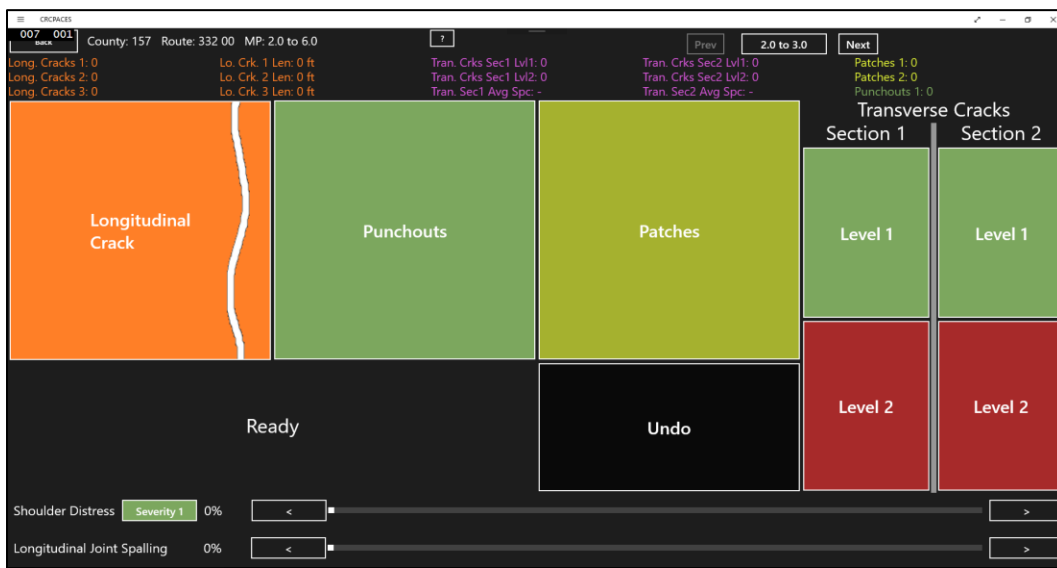 CRCPACES
007 001
Back County: 157 Route: 332 00 MP: 2.0 to 6.0 ? Prev 2.0 to 3.0 Next
Long. Cracks 1: 0 Lo. Crk. 1 Len: 0 ft Tran. Crks Sec1 Lvl1: 0 Tran. Crks Sec2 Lvl1: 0 Patches 1: 0
Long. Cracks 2: 0 Lo. Crk. 2 Len: 0 ft Tran. Crks Sec1 Lvl2: 0 Tran. Crks Sec2 Lvl2: 0 Patches 2: 0
Long. Cracks 3: 0 Lo. Crk. 3 Len: 0 ft Tran. Sec1 Avg Spc: - Tran. Sec2 Avg Spc: - Punchouts 1: 0
Transverse Cracks
Section 1 Section 2
Longitudinal
Crack
Punchouts
Patches
Level 1 Level 1
Level 2 Level 2
Ready
Undo
Shoulder Distress Severity 1 0% < >
Longitudinal Joint Spalling 0% < >